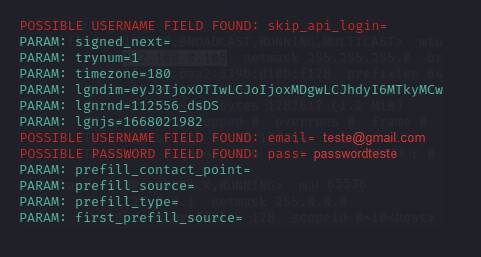 POSSIBLE USERNAME FIELD FOUND: skip_api_login=
PARAM: signed_next=
PARAM: trynum=1
PARAM: timezone=180
PARAM: lgndim=eyJ3IjoxOTIwLCJoIjoxMDgwLCJhdyI6MTkyMCw
PARAM: lgnrnd=112556_dsDS
PARAM: lgnjs=1668021982
POSSIBLE USERNAME FIELD FOUND: email= teste@gmail.com
POSSIBLE PASSWORD FIELD FOUND: pass= passwordteste
PARAM: prefill_contact_point=
PARAM: prefill_source=
PARAM: prefill_type=
PARAM: first_prefill_source=